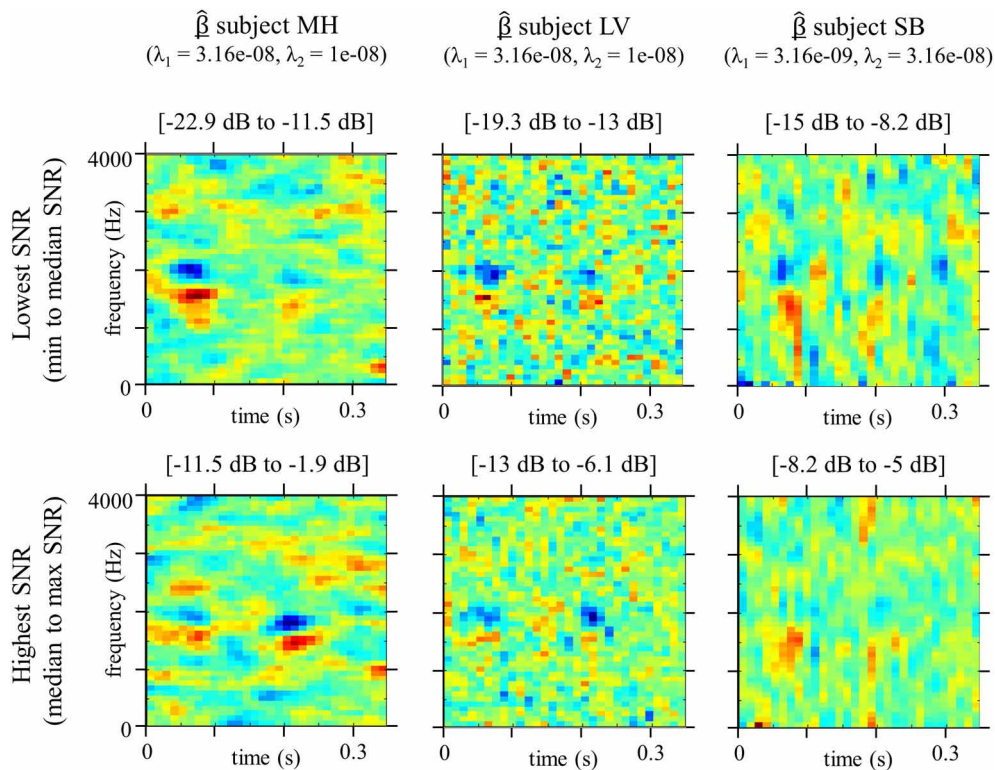 β̂ subject MH
(λ₁ = 3.16e-08, λ₂ = 1e-08)
β̂ subject LV
(λ₁ = 3.16e-08, λ₂ = 1e-08)
β̂ subject SB
(λ₁ = 3.16e-09, λ₂ = 3.16e-08)
Lowest SNR
(min to median SNR)
[-22.9 dB to -11.5 dB]
4000
frequency (Hz)
0
0
0.3
time (s)
[-19.3 dB to -13 dB]
0
0.3
time (s)
[-15 dB to -8.2 dB]
0
0.3
time (s)
Highest SNR
(median to max SNR)
[-11.5 dB to -1.9 dB]
4000
frequency (Hz)
0
0
0.3
time (s)
[-13 dB to -6.1 dB]
0
0.3
time (s)
[-8.2 dB to -5 dB]
0
0.3
time (s)